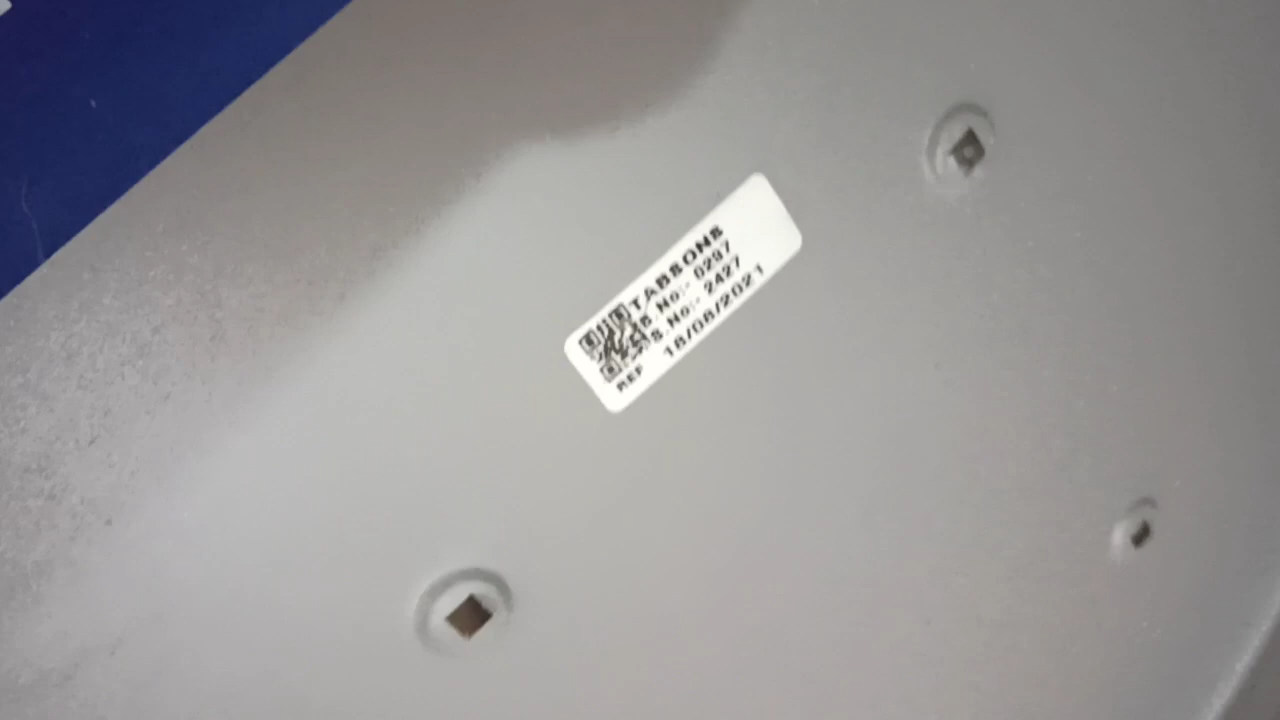 TABSONS
B No:- 0297
S.No:- 2427
18/08/2021
REF